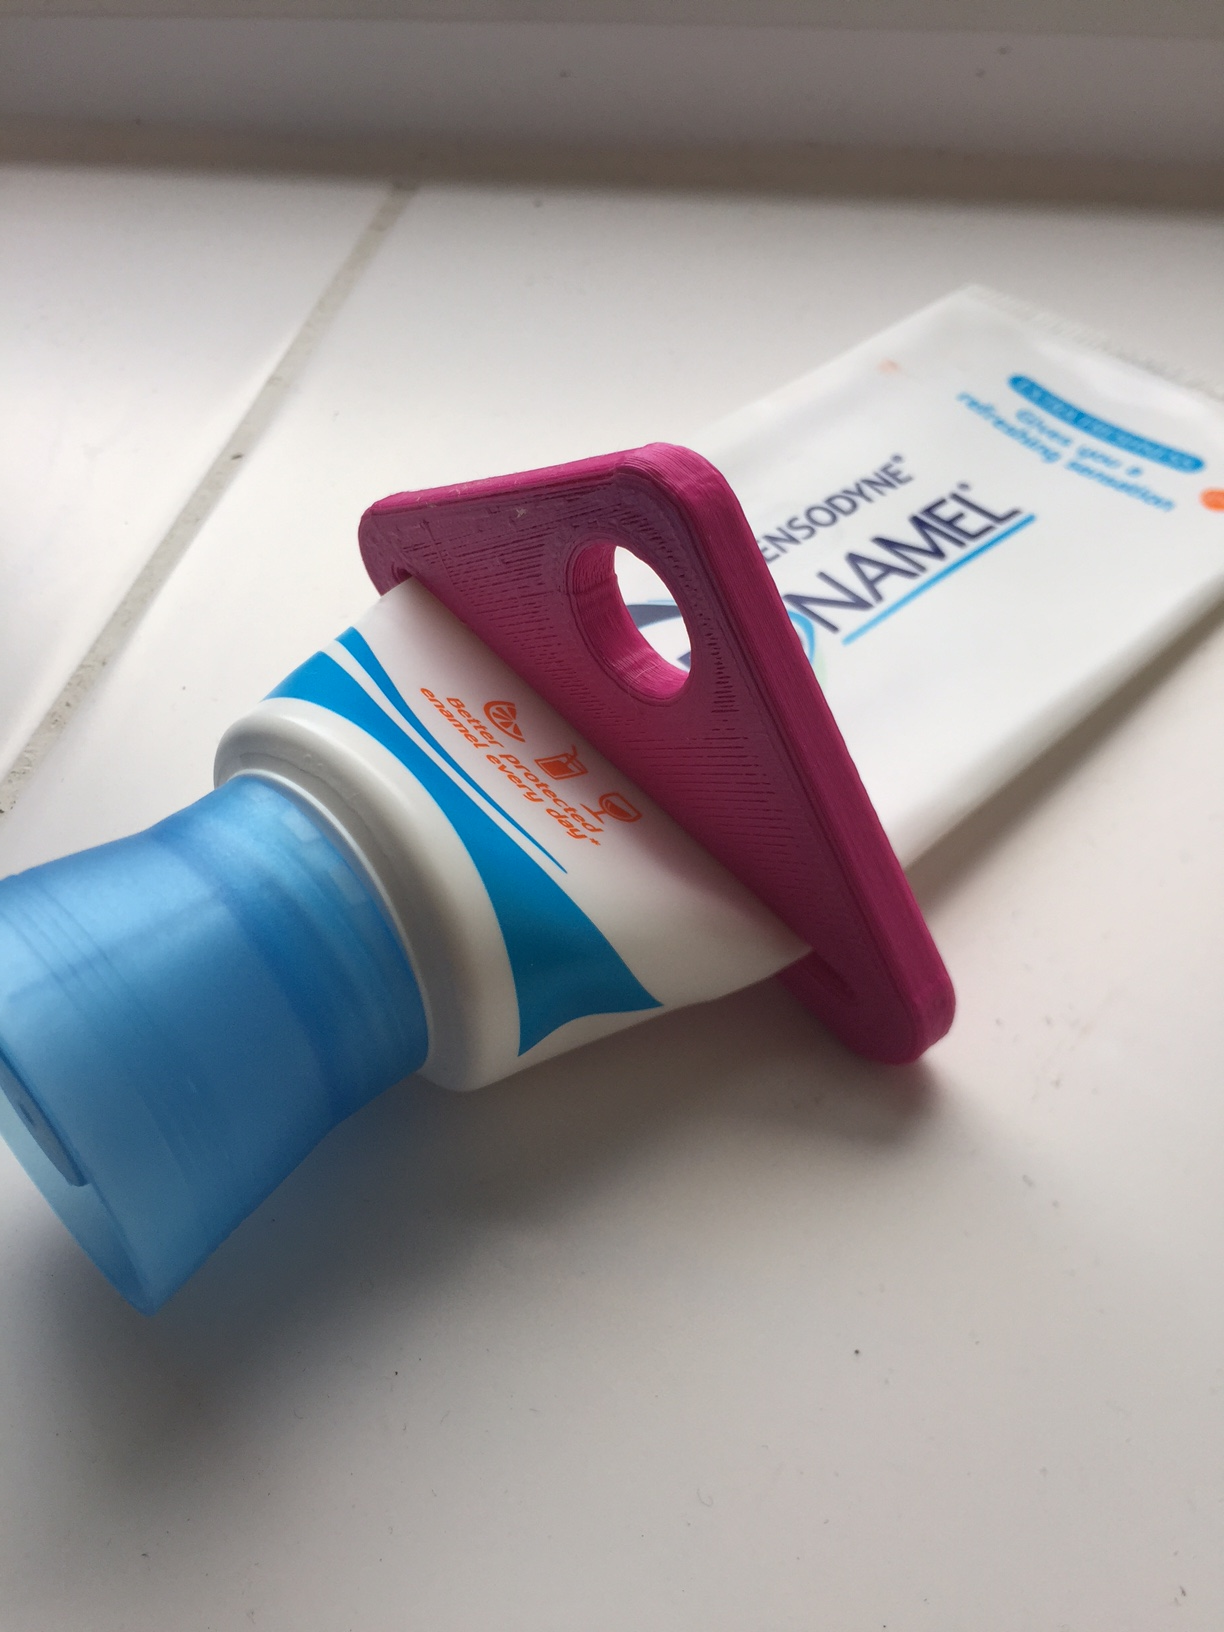 Better protected
enamel every day*
ENSODYNE®
NAMEL®
Gives you a
refreshing sensation